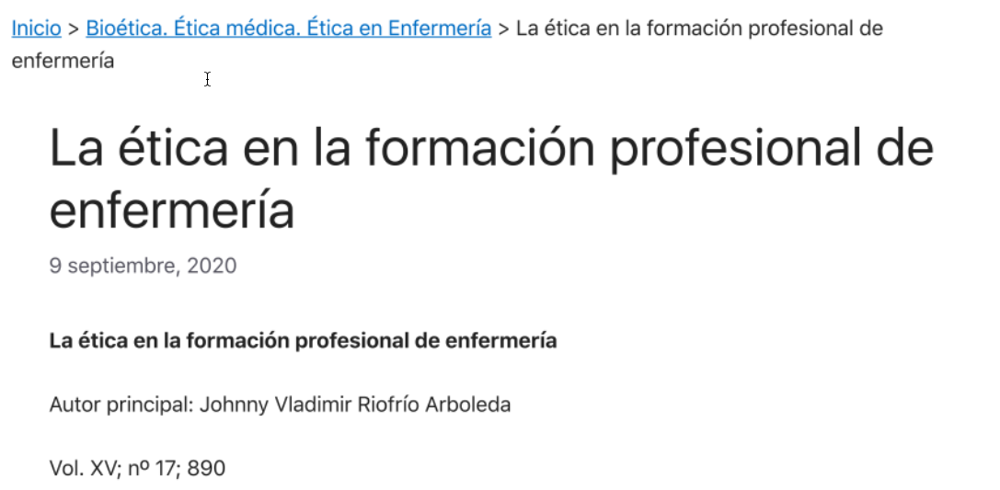 Inicio > Bioética. Ética médica. Ética en Enfermería > La ética en la formación profesional de
enfermería
La ética en la formación profesional de
enfermería
9 septiembre, 2020
La ética en la formación profesional de enfermería
Autor principal: Johnny Vladimir Riofrío Arboleda
Vol. XV; nº 17; 890